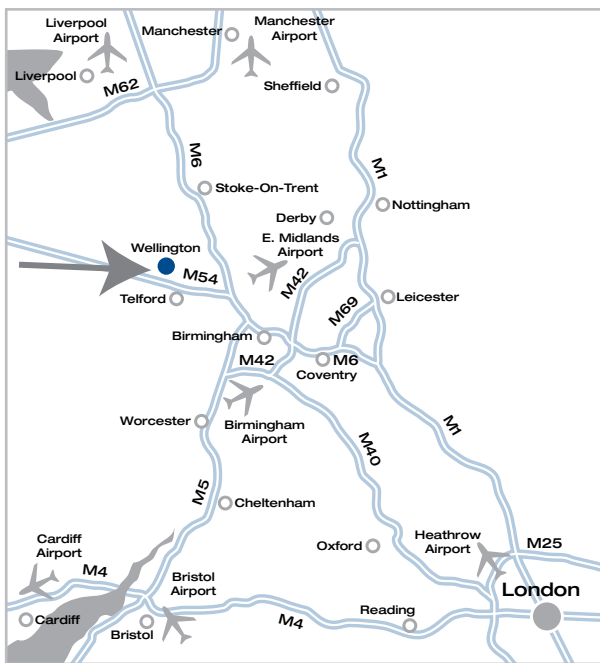 Liverpool
Airport
Manchester
Manchester
Airport
Liverpool
M62
Sheffield
M6
M1
Stoke-On-Trent
Nottingham
Derby
E. Midlands
Airport
Wellington
M54
M42
Telford
Leicester
M69
Birmingham
M42
M6
Coventry
Worcester
Birmingham
Airport
M1
M40
M5
Cheltenham
Cardiff
Airport
Oxford
Heathrow
Airport
M25
M4
Bristol
Airport
London
Cardiff
Bristol
M4
Reading